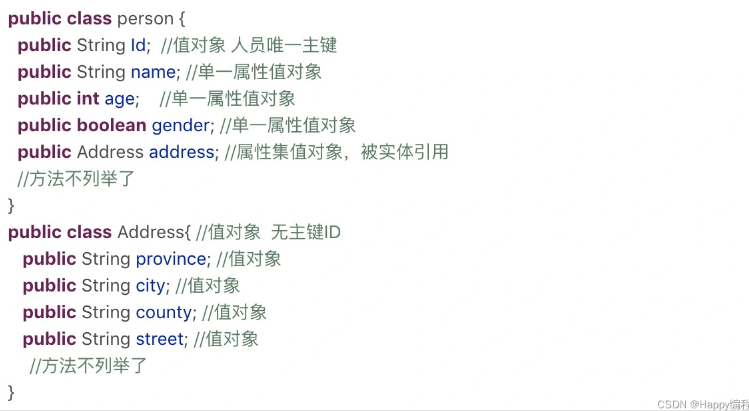 public class person {
public String Id;  //值对象 人员唯一主键
public String name; //单一属性值对象
public int age;    //单一属性值对象
public boolean gender; //单一属性值对象
public Address address; //属性集值对象，被实体引用
//方法不列举了
}
public class Address{ //值对象  无主键ID
public String province; //值对象
public String city; //值对象
public String county; //值对象
public String street; //值对象
//方法不列举了
}
CSDN @Happy编程